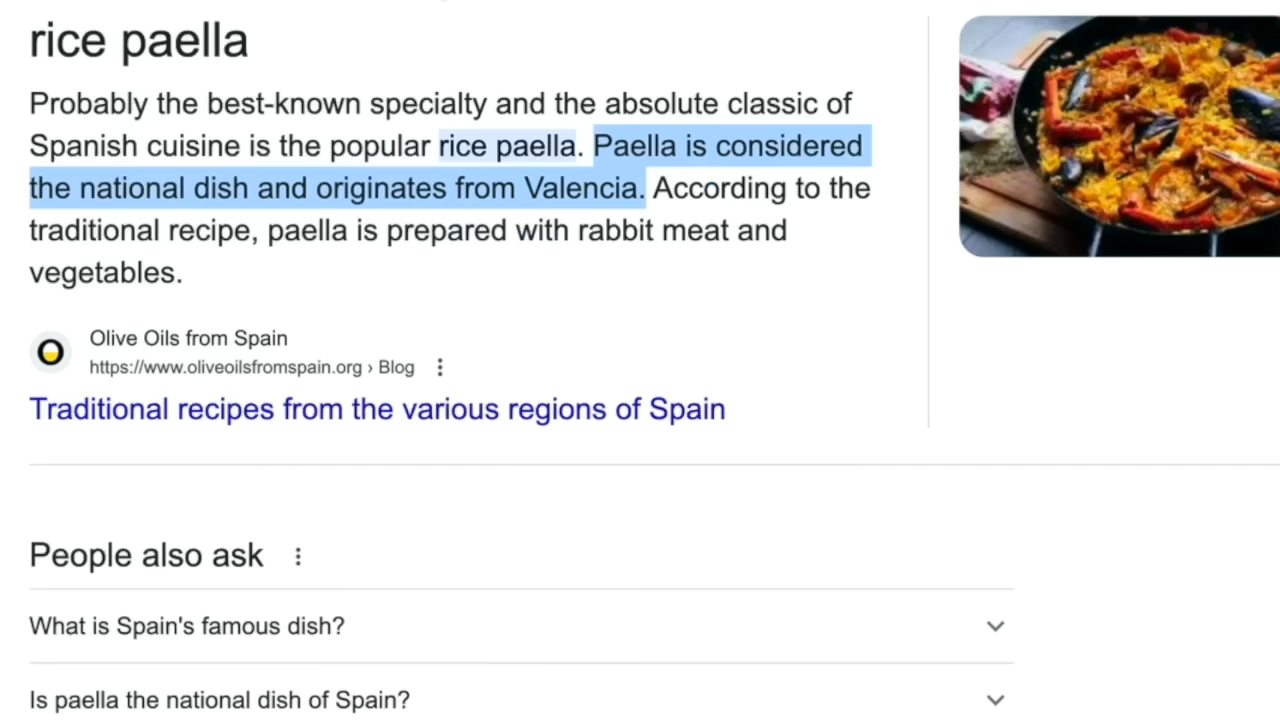 rice paella
Probably the best-known specialty and the absolute classic of
Spanish cuisine is the popular rice paella. Paella is considered
the national dish and originates from Valencia. According to the
traditional recipe, paella is prepared with rabbit meat and
vegetables.
Olive Oils from Spain
https://www.oliveoilsfromspain.org › Blog
Traditional recipes from the various regions of Spain
People also ask
What is Spain's famous dish?
Is paella the national dish of Spain?